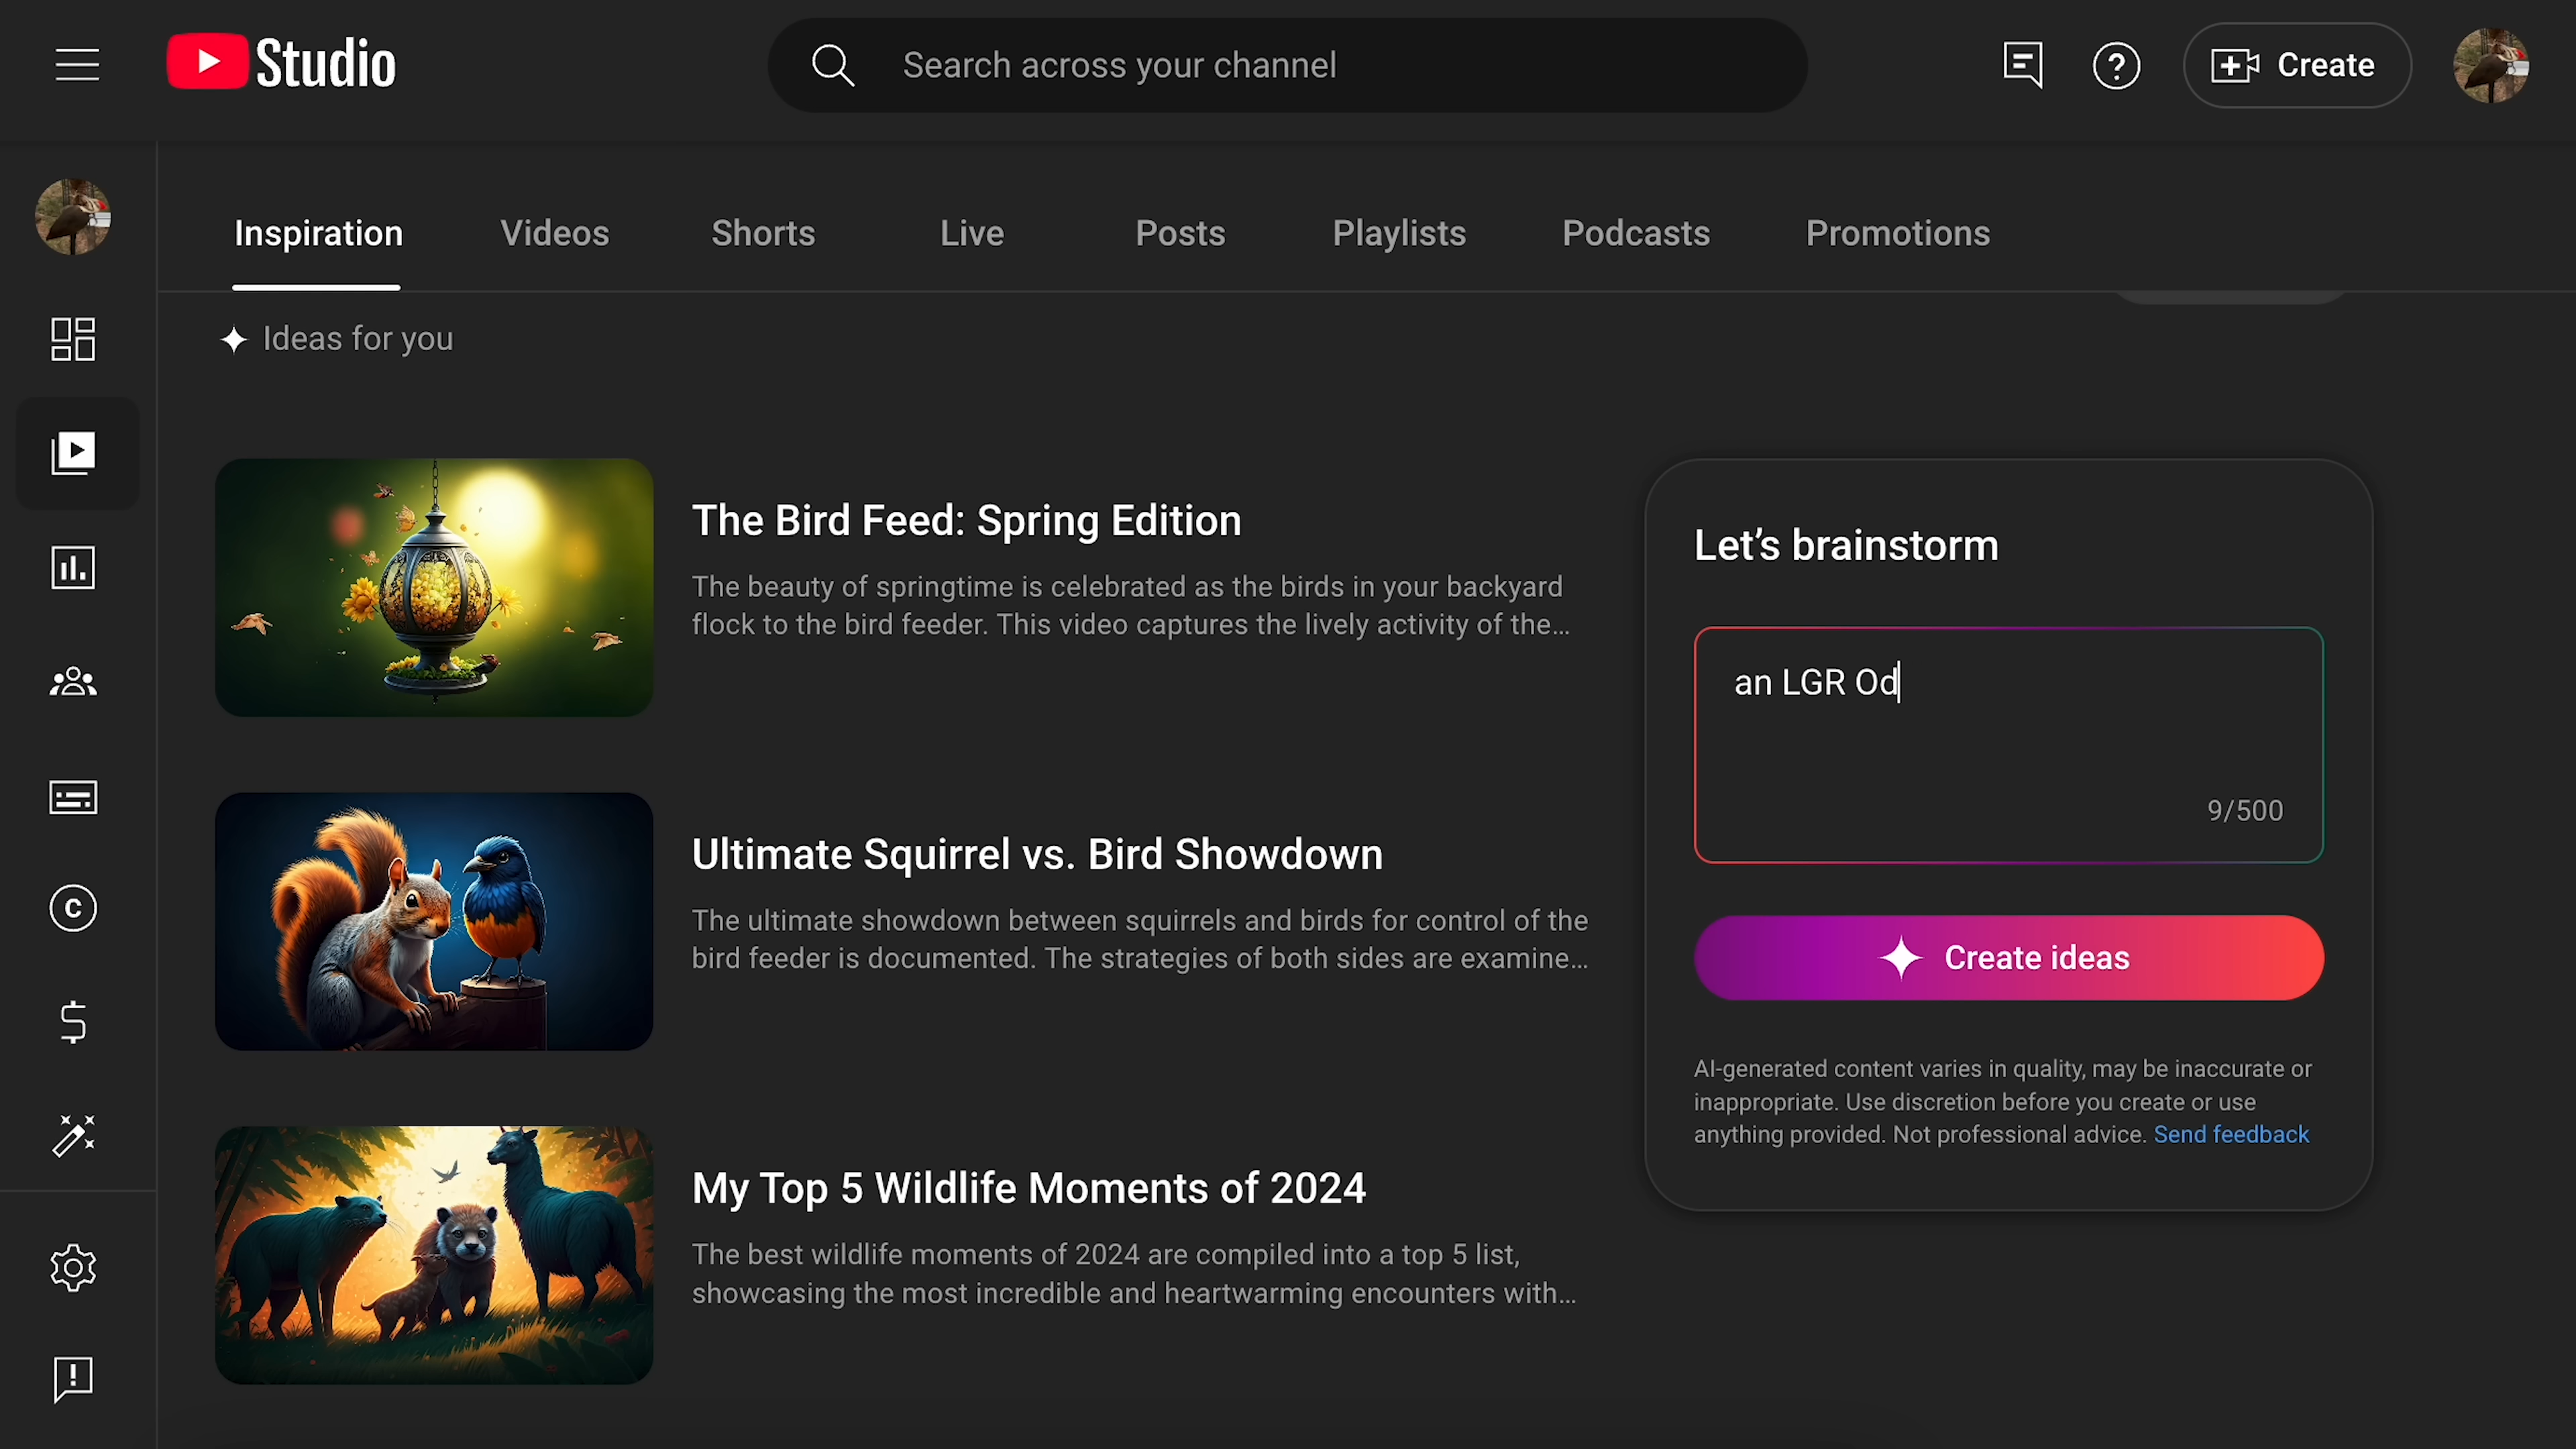 Studio
Search across your channel
Create
Inspiration
Videos
Shorts
Live
Posts
Playlists
Podcasts
Promotions
Ideas for you
The Bird Feed: Spring Edition
The beauty of springtime is celebrated as the birds in your backyard
flock to the bird feeder. This video captures the lively activity of the...
Ultimate Squirrel vs. Bird Showdown
The ultimate showdown between squirrels and birds for control of the
bird feeder is documented. The strategies of both sides are examine...
My Top 5 Wildlife Moments of 2024
The best wildlife moments of 2024 are compiled into a top 5 list,
showcasing the most incredible and heartwarming encounters with...
Let’s brainstorm
an LGR Od
9/500
Create ideas
AI-generated content varies in quality, may be inaccurate or
inappropriate. Use discretion before you create or use
anything provided. Not professional advice. Send feedback